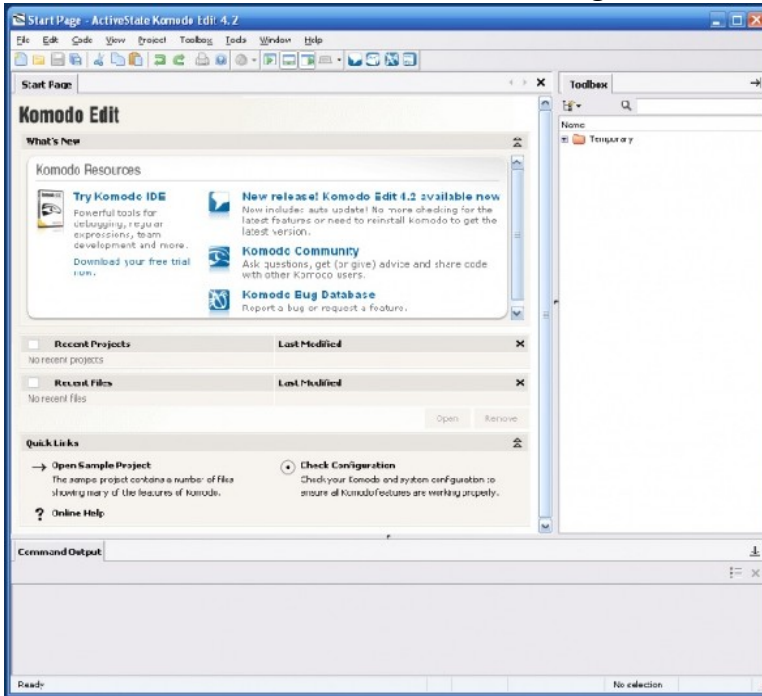 Start Page - ActiveState Komodo Edit 4.2
File Edit Code View Project Toolbox Tools Window Help
Start Page
Toolbox
Komodo Edit
Name
What's New
Temporary
Komodo Resources
Try Komodo IDE
Powerful tools for
debugging, regular
expressions, team
development and more.
Download your free trial
now.
New release! Komodo Edit 4.2 available now
Now includes auto update! No more checking for the
latest features or need to reinstall Komodo to get the
latest version.
Komodo Community
Ask questions, get (or give) advice and share code
with other Komodo users.
Komodo Bug Database
Report a bug or request a feature.
Recent Projects Last Modified
No recent projects
Recent Files Last Modified
No recent files
Open Remove
Quick Links
Open Sample Project
The sample project contains a number of files
showing many of the features of Komodo.
Check Configuration
Check your Komodo and system configuration to
ensure all Komodo features are working properly.
Online Help
Command Output
Ready
No selection